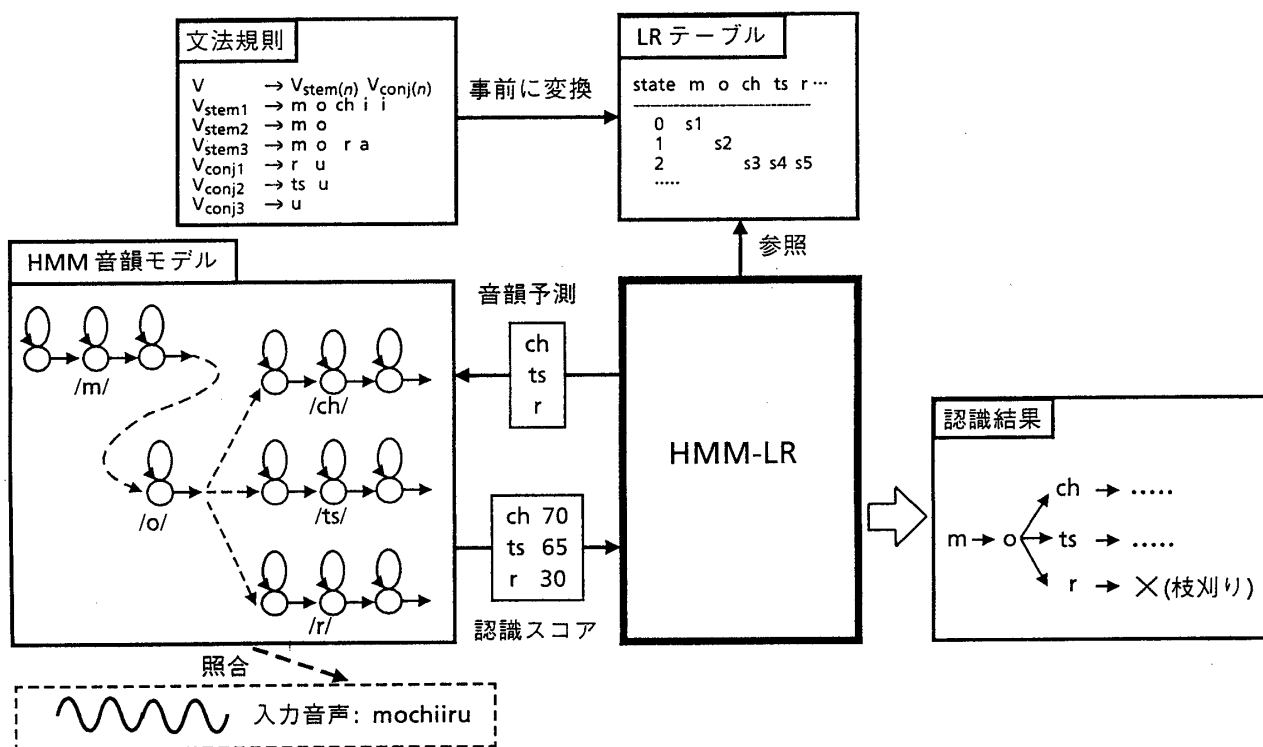 文法規則
V → Vstem(n) Vconj(n)
Vstem1 → m o ch i i
Vstem2 → m o
Vstem3 → m o r a
Vconj1 → r u
Vconj2 → ts u
Vconj3 → u
事前に変換
LR テーブル
state m o ch ts r …
0 s1
1 s2
2 s3 s4 s5
.....
参照
HMM 音韻モデル
/m/
/o/
/ch/
/ts/
/r/
音韻予測
ch
ts
r
ch 70
ts 65
r 30
認識スコア
HMM-LR
認識結果
m → o
ch → .....
ts → .....
r → × (枝刈り)
照合
入力音声: mochiiru